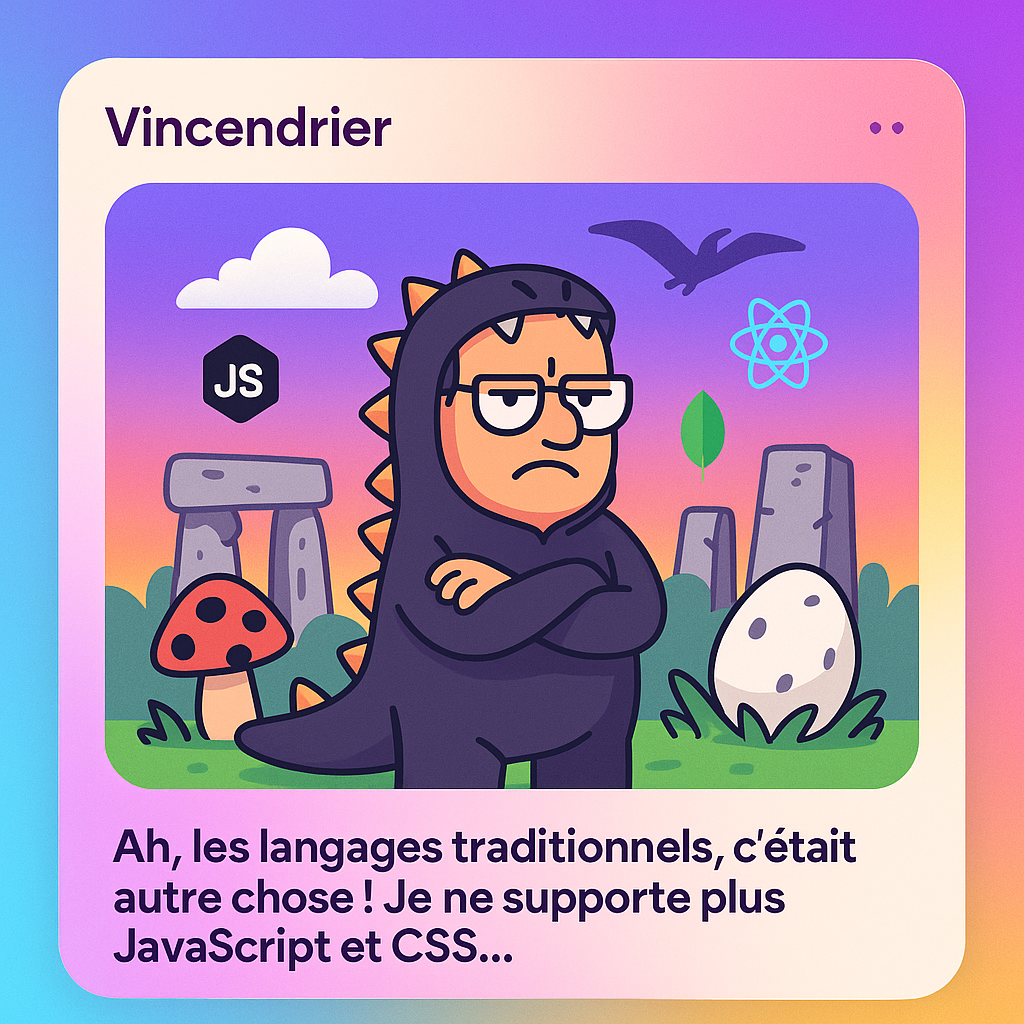 Vincendrier
JS
Ah, les langages traditionnels, c'était
autre chose ! Je ne supporte plus
JavaScript et CSS...